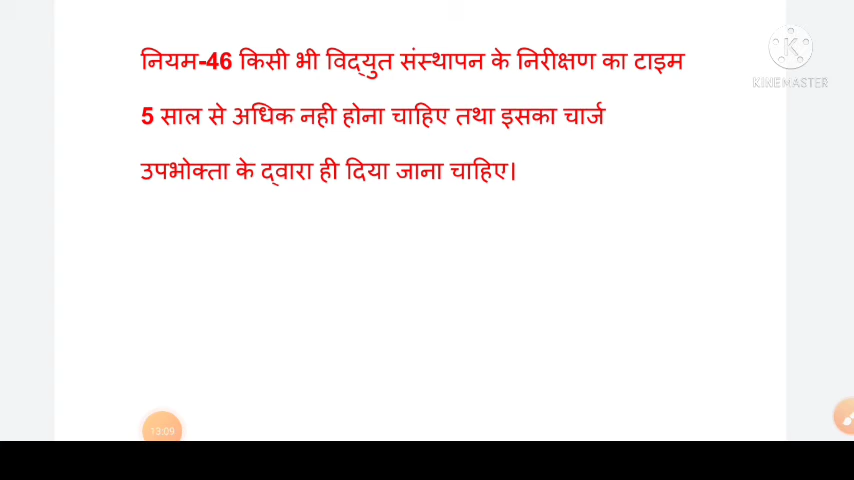 नियम-46 किसी भी विद्युत संस्थापन के निरीक्षण का टाइम
5 साल से अधिक नही होना चाहिए तथा इसका चार्ज
उपभोक्ता के द्वारा ही दिया जाना चाहिए।
K
KINEMASTER
13:09